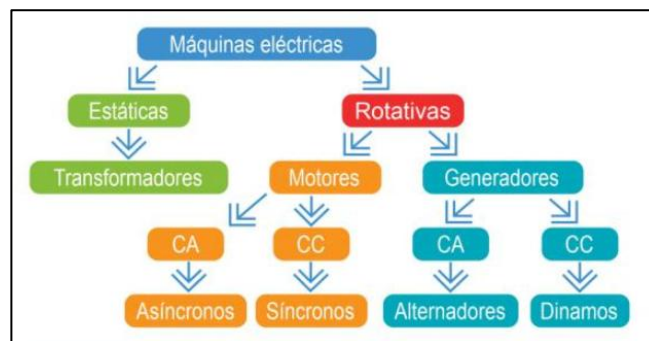 Máquinas eléctricas
Estáticas
Rotativas
Transformadores
Motores
Generadores
CA
CC
CA
CC
Asíncronos
Síncronos
Alternadores
Dinamos